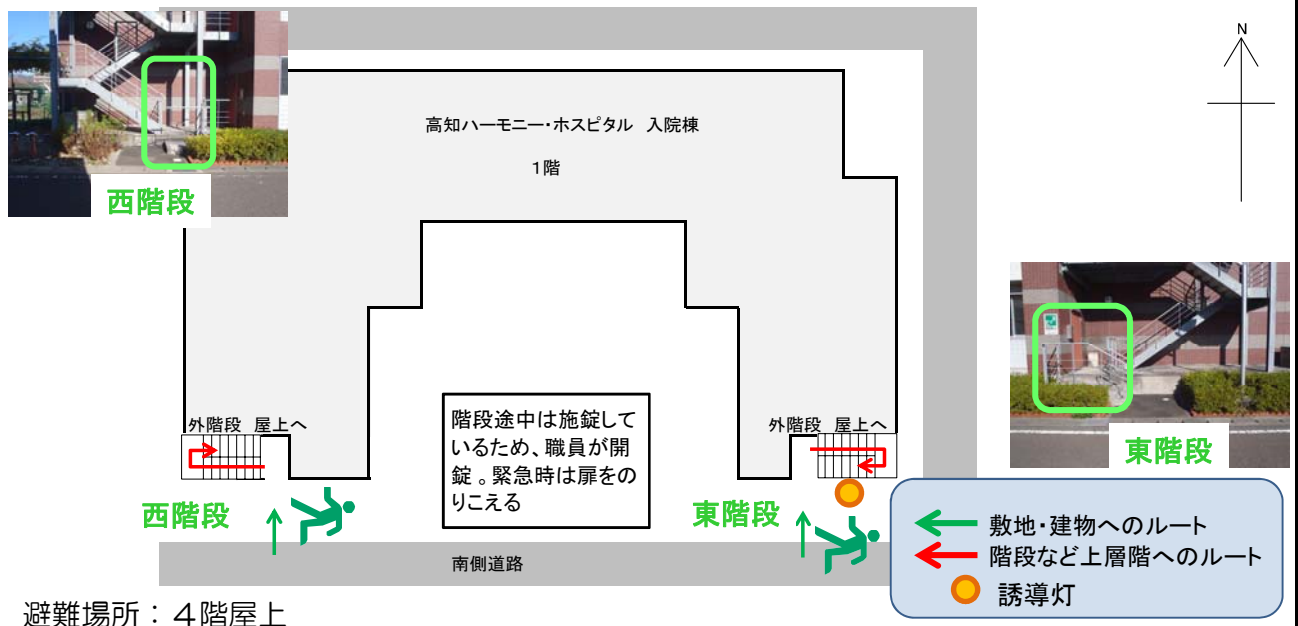 N
高知ハーモニー・ホスピタル 入院棟
1階
西階段
外階段 屋上へ
階段途中は施錠して
いるため、職員が開
錠。緊急時は扉をの
りこえる
外階段 屋上へ
東階段
西階段
東階段
南側道路
敷地・建物へのルート
階段など上層階へのルート
誘導灯
避難場所：４階屋上